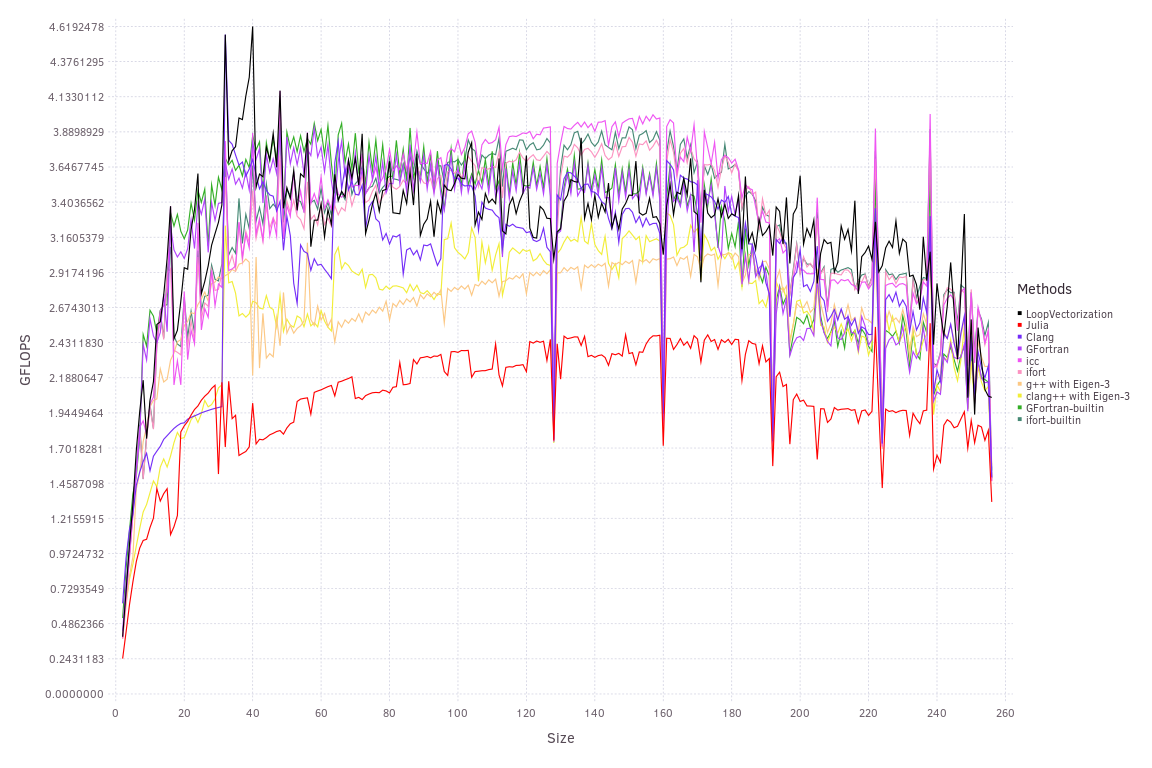 4.6192478
4.3761295
4.1330112
3.8898929
3.6467745
3.4036562
3.1605379
2.9174196
2.6743013
2.4311830
2.1880647
1.9449464
1.7018281
1.4587098
1.2155915
0.9724732
0.7293549
0.4862366
0.2431183
0.0000000
GFLOPS
0 20 40 60 80 100 120 140 160 180 200 220 240 260
Size
Methods
LoopVectorization
Julia
Clang
GFortran
icc
ifort
g++ with Eigen-3
clang++ with Eigen-3
GFortran-builtin
ifort-builtin